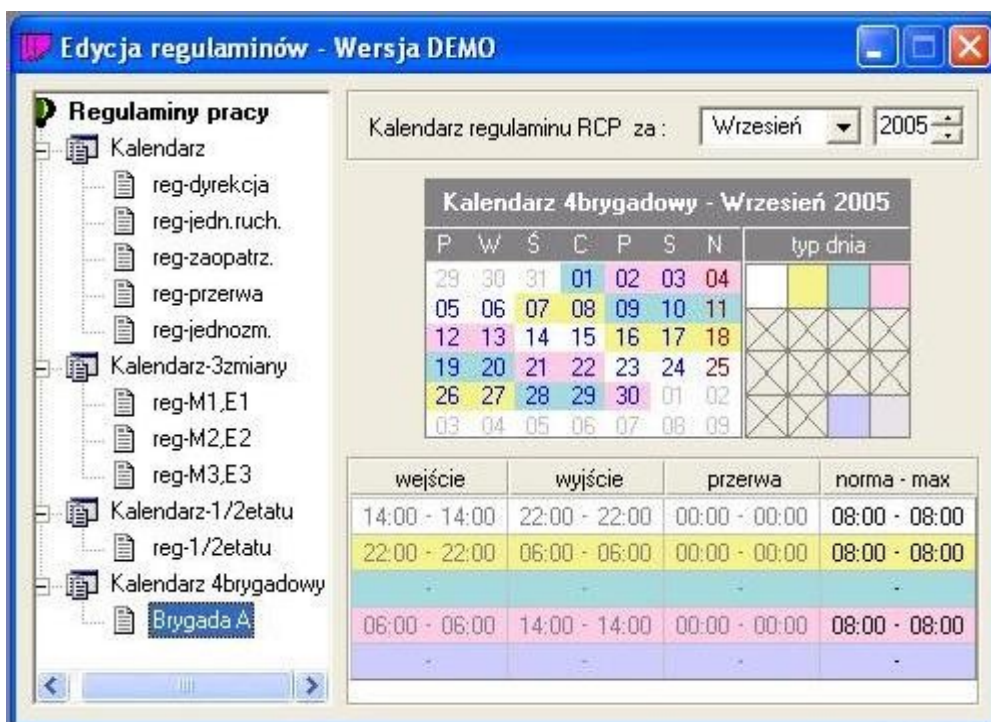 Edycja regulaminów - Wersja DEMO
Regulaminy pracy
Kalendarz
reg-dyrekcja
reg-jedn.ruch.
reg-zaopatrz.
reg-przerwa
reg-jednozm.
Kalendarz-3zmiany
reg-M1,E1
reg-M2,E2
reg-M3,E3
Kalendarz-1/2etatu
reg-1/2etatu
Kalendarz 4brygadowy
Brygada A
Kalendarz regulaminu RCP za : Wrzesień 2005
Kalendarz 4brygadowy - Wrzesień 2005
P W Ś C P S N typ dnia
29 30 31 01 02 03 04
05 06 07 08 09 10 11
12 13 14 15 16 17 18
19 20 21 22 23 24 25
26 27 28 29 30 01 02
03 04 05 06 07 08 09
wejście wyjście przerwa norma - max
14:00 - 14:00 22:00 - 22:00 00:00 - 00:00 08:00 - 08:00
22:00 - 22:00 06:00 - 06:00 00:00 - 00:00 08:00 - 08:00
- - - -
06:00 - 06:00 14:00 - 14:00 00:00 - 00:00 08:00 - 08:00
- - - -